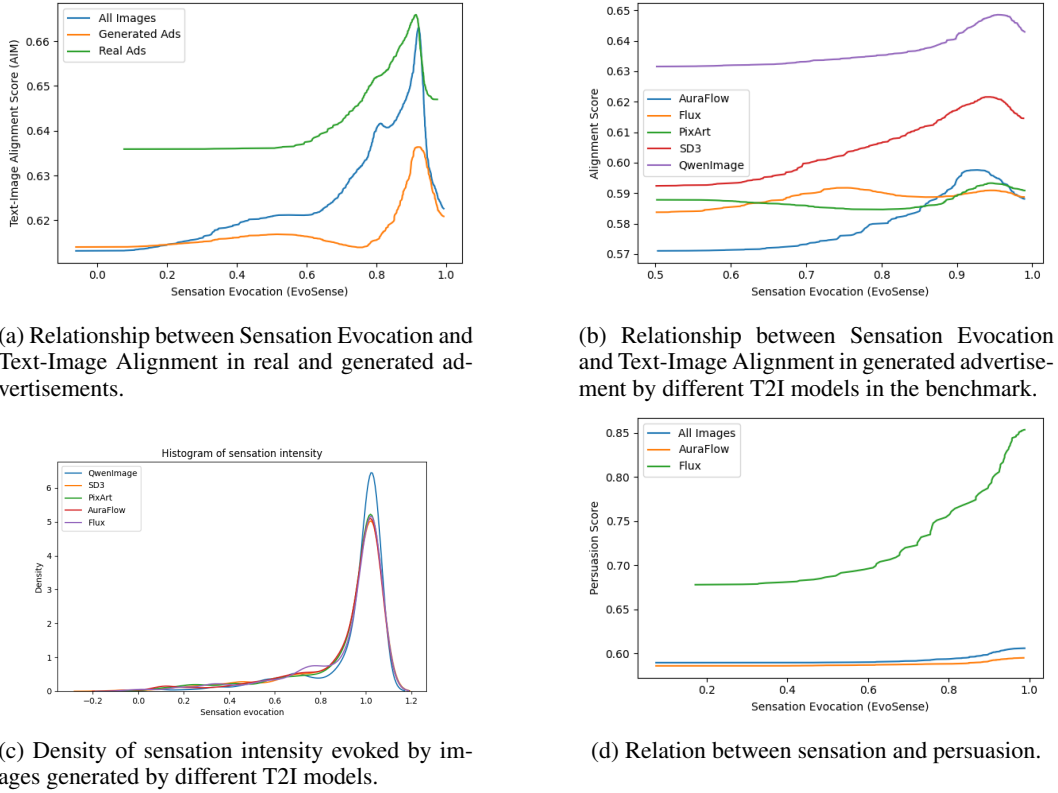 All Images
Generated Ads
Real Ads
Text-Image Alignment Score (AIM)
0.66
0.65
0.64
0.63
0.62
0.0 0.2 0.4 0.6 0.8 1.0
Sensation Evocation (EvoSense)
(a) Relationship between Sensation Evocation and
Text-Image Alignment in real and generated ad-
vertisements.
AuraFlow
Flux
PixArt
SD3
QwenImage
Alignment Score
0.65
0.64
0.63
0.62
0.61
0.60
0.59
0.58
0.57
0.5 0.6 0.7 0.8 0.9 1.0
Sensation Evocation (EvoSense)
(b) Relationship between Sensation Evocation
and Text-Image Alignment in generated advertise-
ment by different T2I models in the benchmark.
Histogram of sensation intensity
QwenImage
SD3
PixArt
AuraFlow
Flux
Density
6
5
4
3
2
1
0
−0.2 0.0 0.2 0.4 0.6 0.8 1.0 1.2
Sensation evocation
(c) Density of sensation intensity evoked by im-
ages generated by different T2I models.
All Images
AuraFlow
Flux
Persuasion Score
0.85
0.80
0.75
0.70
0.65
0.60
0.2 0.4 0.6 0.8 1.0
Sensation Evocation (EvoSense)
(d) Relation between sensation and persuasion.